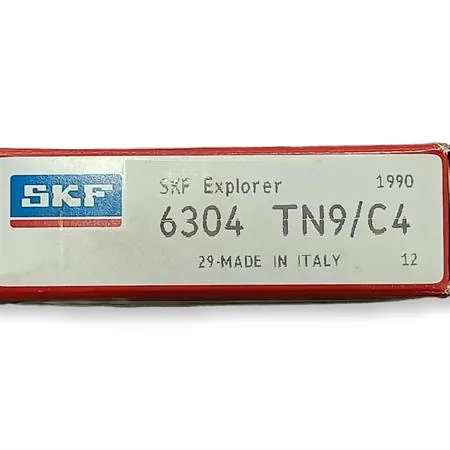 SKF
SKF Explorer 1990
6304 TN9/C4
29-MADE IN ITALY 12